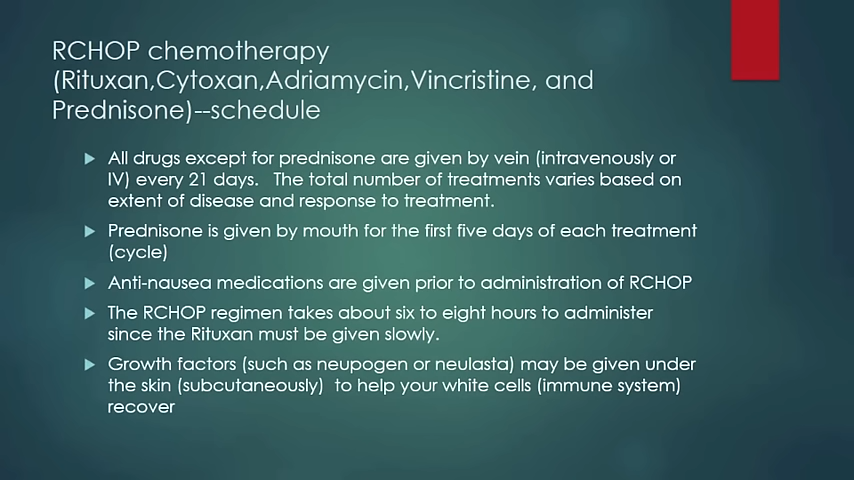 RCHOP chemotherapy
(Rituxan,Cytoxan,Adriamycin,Vincristine, and
Prednisone)--schedule
All drugs except for prednisone are given by vein (intravenously or
IV) every 21 days.   The total number of treatments varies based on
extent of disease and response to treatment.
Prednisone is given by mouth for the first five days of each treatment
(cycle)
Anti-nausea medications are given prior to administration of RCHOP
The RCHOP regimen takes about six to eight hours to administer
since the Rituxan must be given slowly.
Growth factors (such as neupogen or neulasta) may be given under
the skin (subcutaneously)  to help your white cells (immune system)
recover